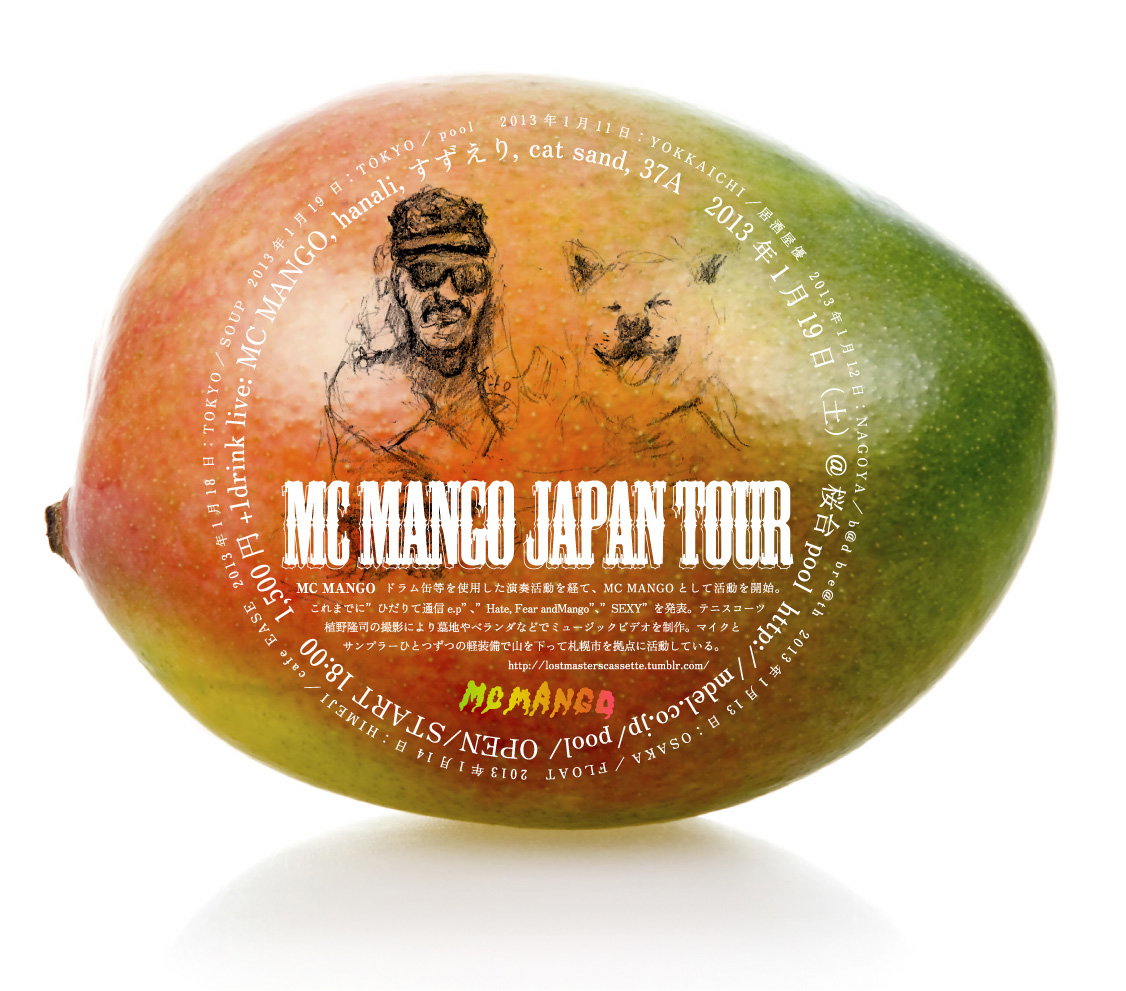 2013年1月11日：YOKKAICHI／居酒屋優 2013年1月12日：NAGOYA／b@d bre@th 2013年1月13日：OSAKA／FLOAT 2013年1月14日：HIMEJI／cafe EASE 2013年1月18日：TOKYO／SOUP 2013年1月19日：TOKYO／pool
2013年1月19日（土）@桜台pool http://mdel.co.jp/pool/ OPEN/START 18:00 1,500円+1drink live: MC MANGO, hanali, すずえり, cat sand, 37A
MC MANGO JAPAN TOUR
MC MANGO ドラム缶等を使用した演奏活動を経て、MC MANGOとして活動を開始。
これまでに”ひだりて通信 e.p”、”Hate, Fear andMango”、”SEXY”を発表。テニスコーツ
植野隆司の撮影により墓地やベランダなどでミュージックビデオを制作。マイクと
サンプラーひとつずつの軽装備で山を下って札幌市を拠点に活動している。
http://lostmasterscassette.tumblr.com/
MC MANGO